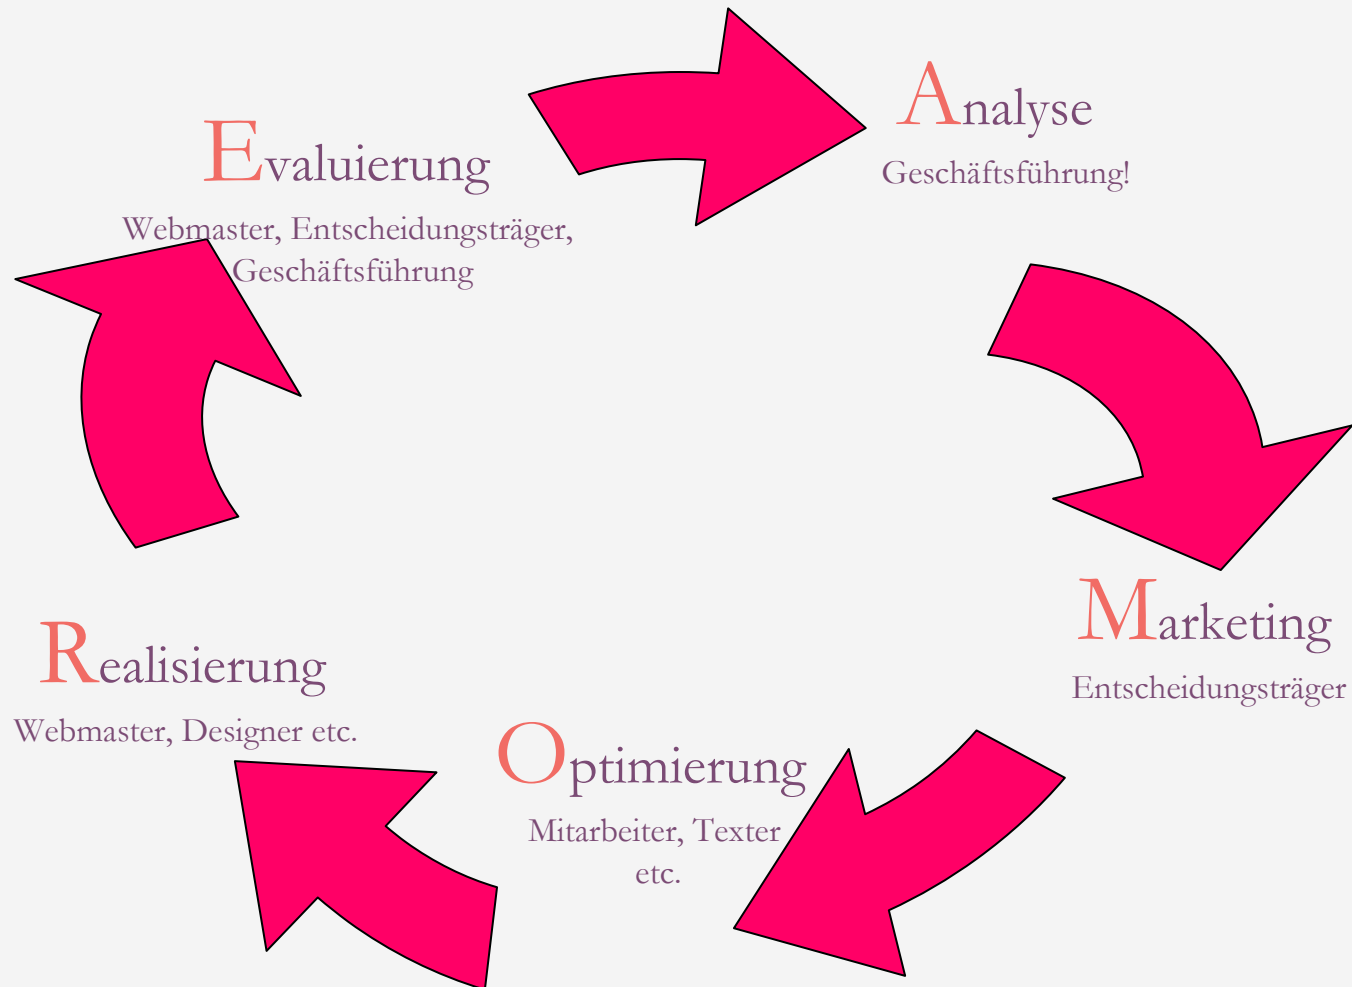 Analyse
Geschäftsführung!
Marketing
Entscheidungsträger
Optimierung
Mitarbeiter, Texter
etc.
Realisierung
Webmaster, Designer etc.
Evaluierung
Webmaster, Entscheidungsträger,
Geschäftsführung